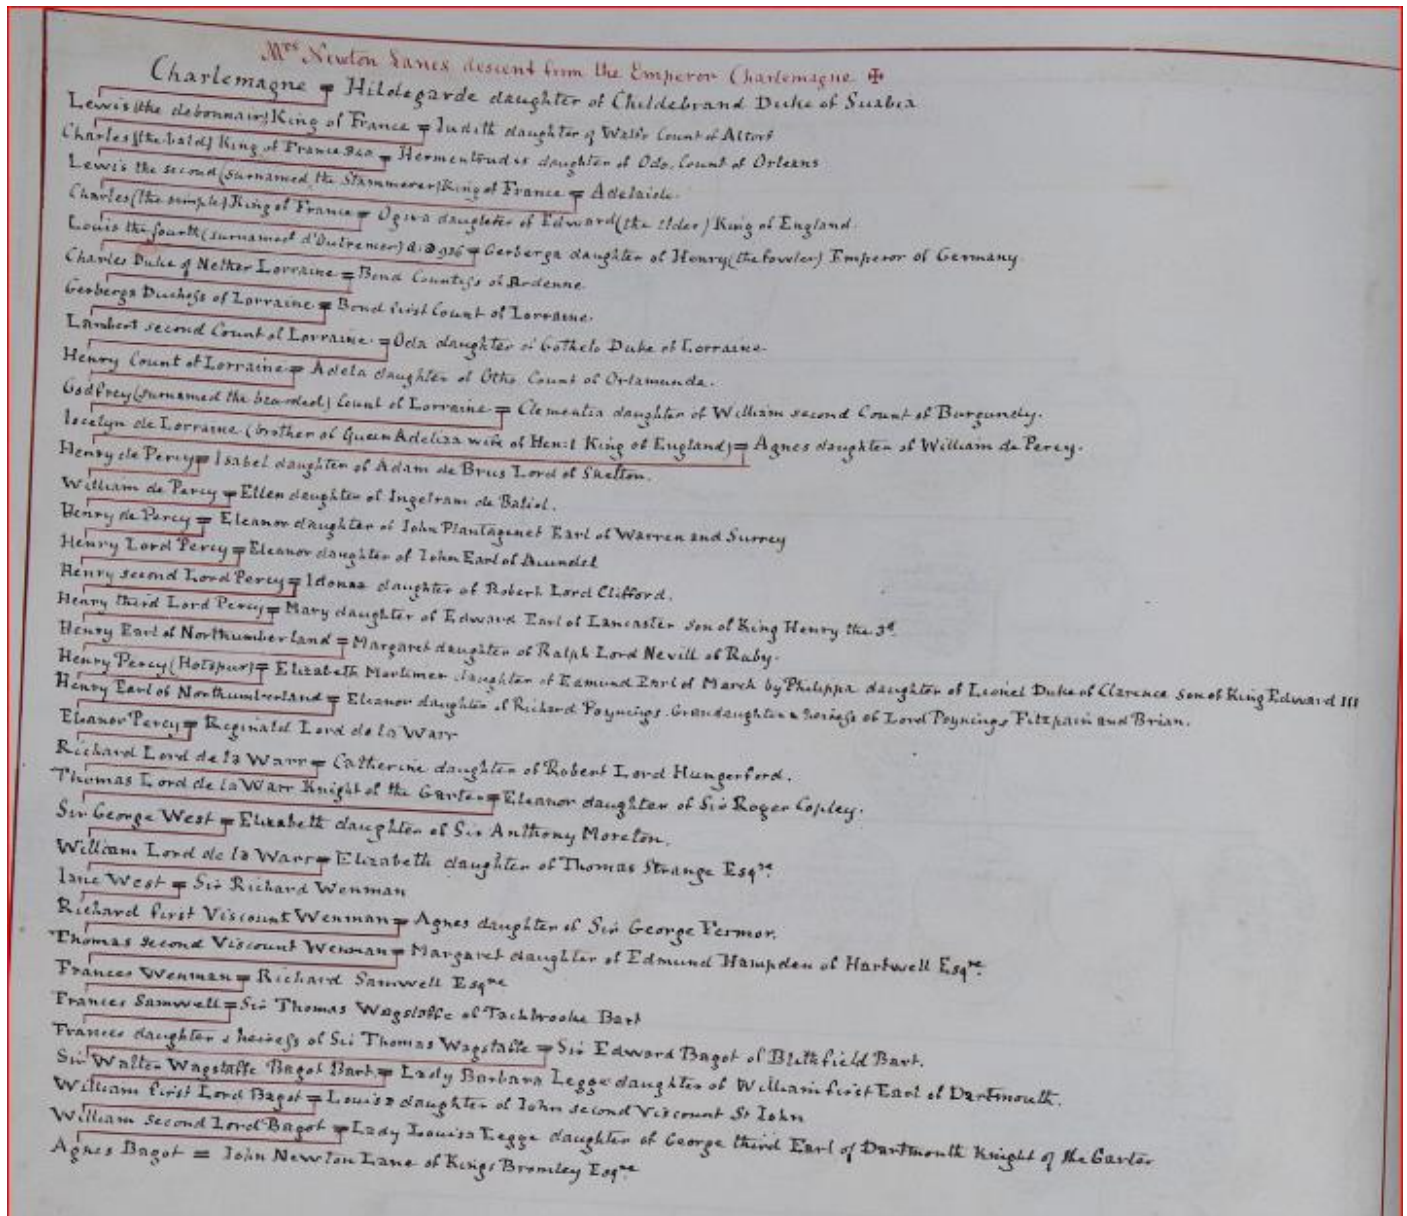 Mrs Newton Lanes descent from the Emperor Charlemagne ✠
Charlemagne = Hildegarde daughter of Childebrand Duke of Suabia
Lewis (the debonnair) King of France = Judith daughter of Count of Altorf
Charles (the bald) King of France 840 = Hermentrudis daughter of Odo, Count of Orleans
Lewis the second (surnamed the Stammerer) King of France = Adelaide.
Charles (the simple) King of France = Ogiva daughter of Edward (the elder) King of England.
Louis the fourth (surnamed d'Outremer) a. D 936 = Gerberga daughter of Henry (the fowler) Emperor of Germany
Charles Duke of Nether Lorraine = Bond Countess of Ardenne
Gerberga Duchess of Lorraine = Bond first Count of Lorraine.
Lambert second Count of Lorraine = Oda daughter of Gothelo Duke of Lorraine
Henry Count of Lorraine = Adela daughter of Otho Count of Orlamunda.
Godfrey (surnamed the bearded) Count of Lorraine = Clementia daughter of William second Count of Burgundy.
Iocelyn de Lorraine (brother of Queen Adeliza wife of Hen: I King of England) = Agnes daughter of William de Percy.
Henry de Percy = Isabel daughter of Adam de Brus Lord of Skelton.
William de Percy = Ellen daughter of Ingelram de Baliol.
Henry de Percy = Eleanor daughter of Iohn Plantagenet Earl of Warren and Surrey
Henry Lord Percy = Eleanor daughter of Iohn Earl of Arundel
Henry second Lord Percy = Idonea daughter of Robert Lord Clifford.
Henry third Lord Percy = Mary daughter of Edward Earl of Lancaster son of King Henry the 3d.
Henry Earl of Northumberland = Margaret daughter of Ralph Lord Nevill of Raby.
Henry Percy (Hotspur) = Elizabeth Mortimer daughter of Edmund Earl of March by Philippa daughter of Lionel Duke of Clarence son of King Edward III
Henry Earl of Northumberland = Eleanor daughter of Richard Poynings. Grandaughter & heiress of Lord Poynings Fitzpain and Brian.
Eleanor Percy = Reginald Lord de la Warr
Richard Lord de la Warr = Catherine daughter of Robert Lord Hungerford.
Thomas Lord de la Warr Knight of the Garter = Eleanor daughter of Sir Roger Copley.
Sir George West = Elizabeth daughter of Sir Anthony Moreton.
William Lord de la Warr = Elizabeth daughter of Thomas Strange Esqre.
Iane West = Sir Richard Wenman
Richard first Viscount Wenman = Agnes daughter of Sir George Fermor.
Thomas second Viscount Wenman = Margaret daughter of Edmund Hampden of Hartwell Esqre.
Frances Wenman = Richard Samwell Esqre
Frances Samwell = Sir Thomas Wagstaffe of Tachbrooke Bart
Frances daughter & heiress of Sir Thomas Wagstaffe = Sir Edward Bagot of Blithfield Bart.
Sir Walter Wagstaffe Bagot Bart. = Lady Barbara Legge daughter of William first Earl of Dartmouth.
William first Lord Bagot = Louisa daughter of Iohn second Viscount St Iohn
William second Lord Bagot = Lady Louisa Legge daughter of George third Earl of Dartmouth Knight of the Garter
Agnes Bagot = Iohn Newton Lane of Kings Bromley Esqre.